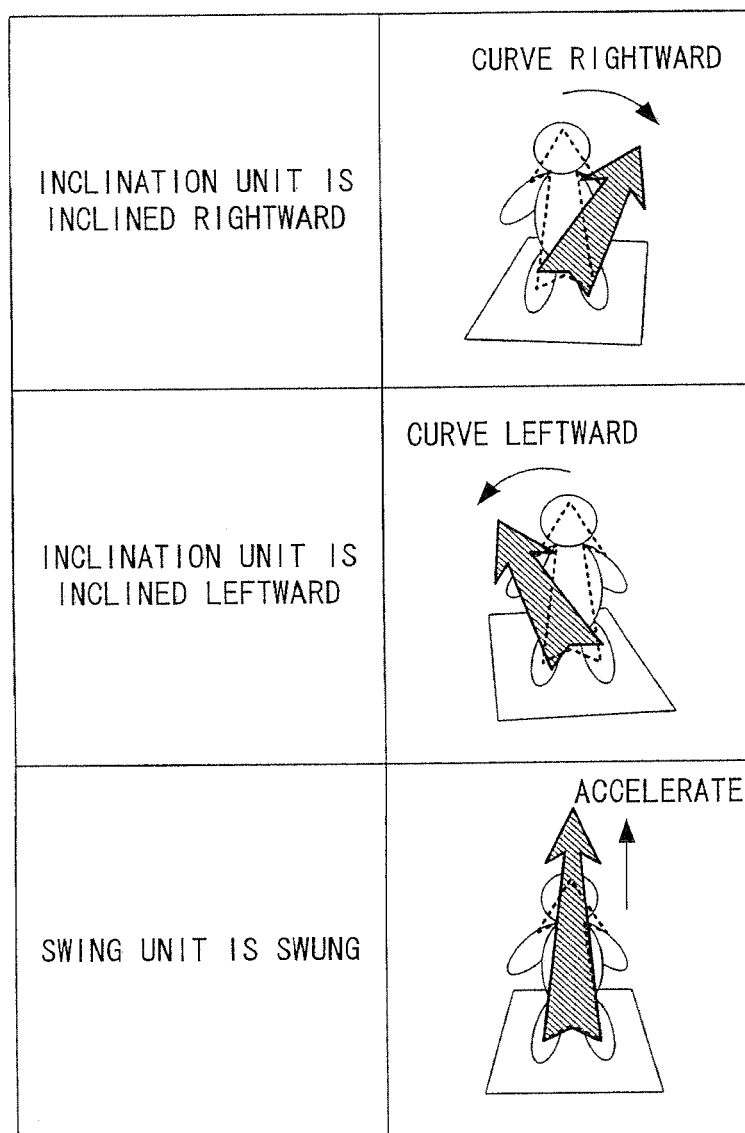 INCLINATION UNIT IS
INCLINED RIGHTWARD
CURVE RIGHTWARD
INCLINATION UNIT IS
INCLINED LEFTWARD
CURVE LEFTWARD
SWING UNIT IS SWUNG
ACCELERATE